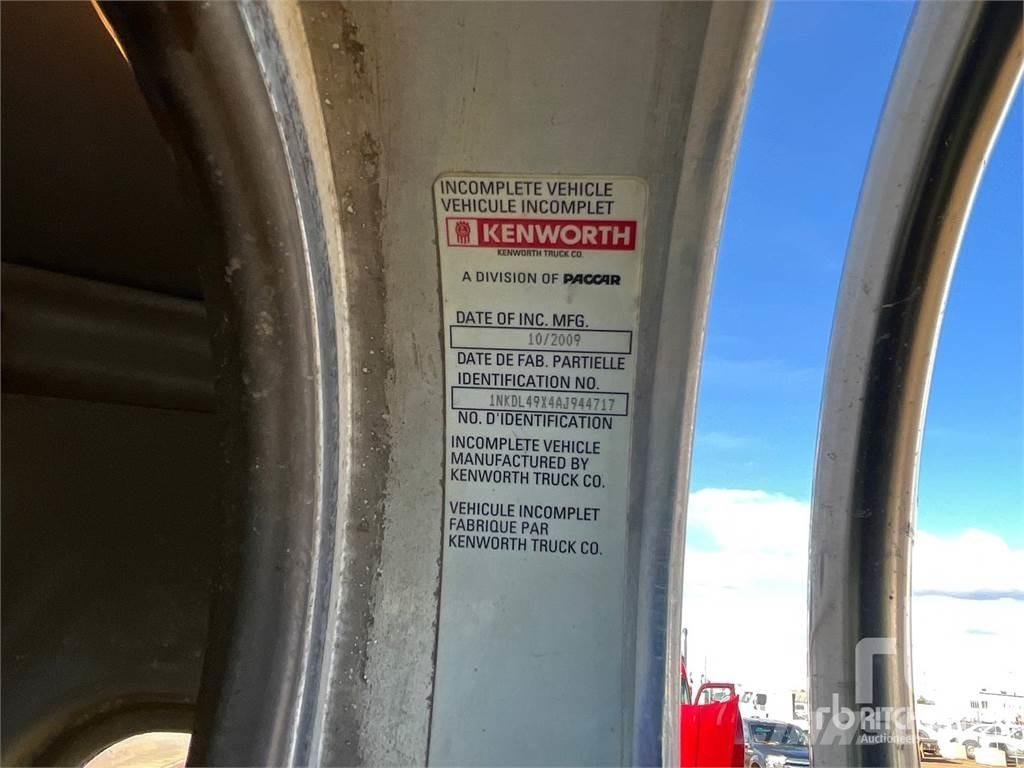 INCOMPLETE VEHICLE
VEHICULE INCOMPLET
KENWORTH
KENWORTH TRUCK CO.
A DIVISION OF PACCAR
DATE OF INC. MFG.
10/2009
DATE DE FAB. PARTIELLE
IDENTIFICATION NO.
1NKDL49X4AJ944717
NO. D'IDENTIFICATION
INCOMPLETE VEHICLE
MANUFACTURED BY
KENWORTH TRUCK CO.
VEHICULE INCOMPLET
FABRIQUE PAR
KENWORTH TRUCK CO.